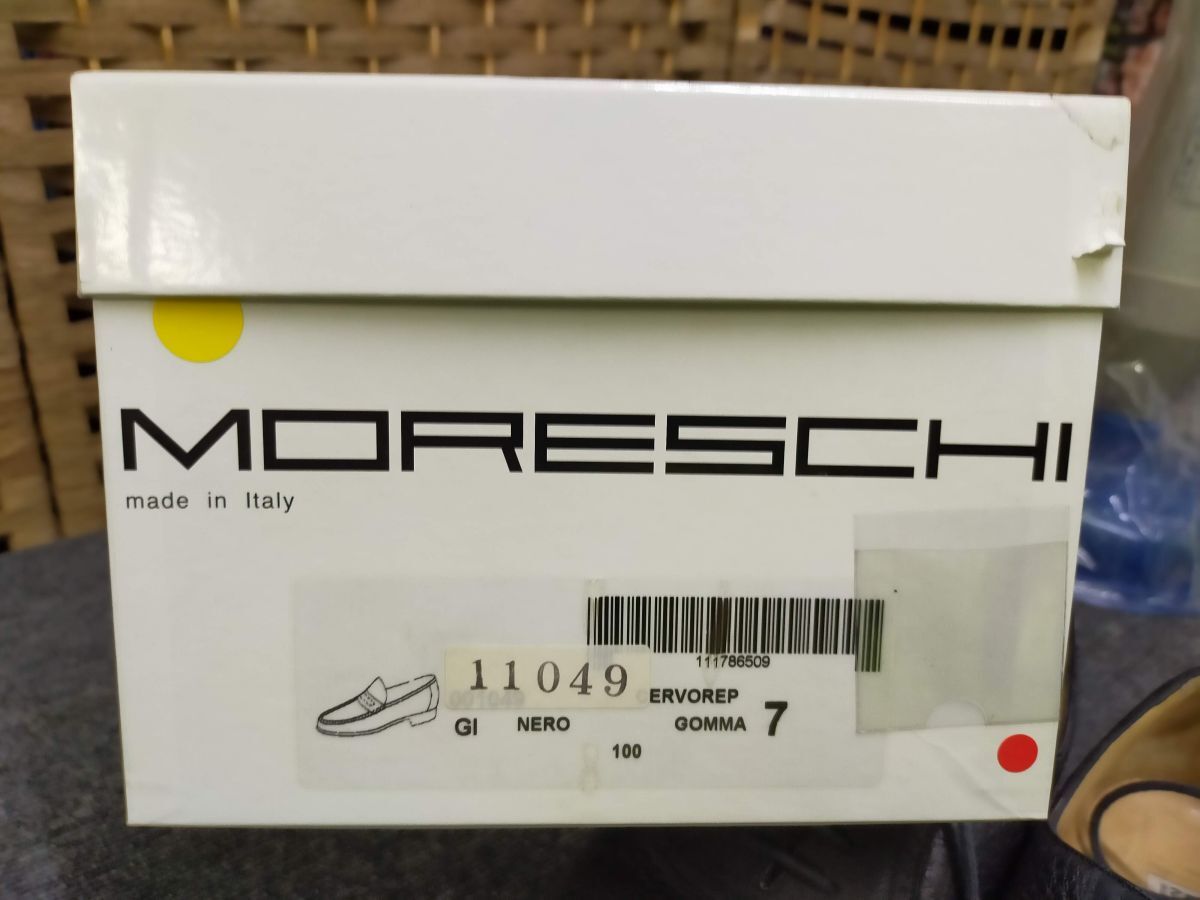 MORESCHI
made in Italy
111786509
11049
ERVOREP
GI NERO GOMMA 7
100